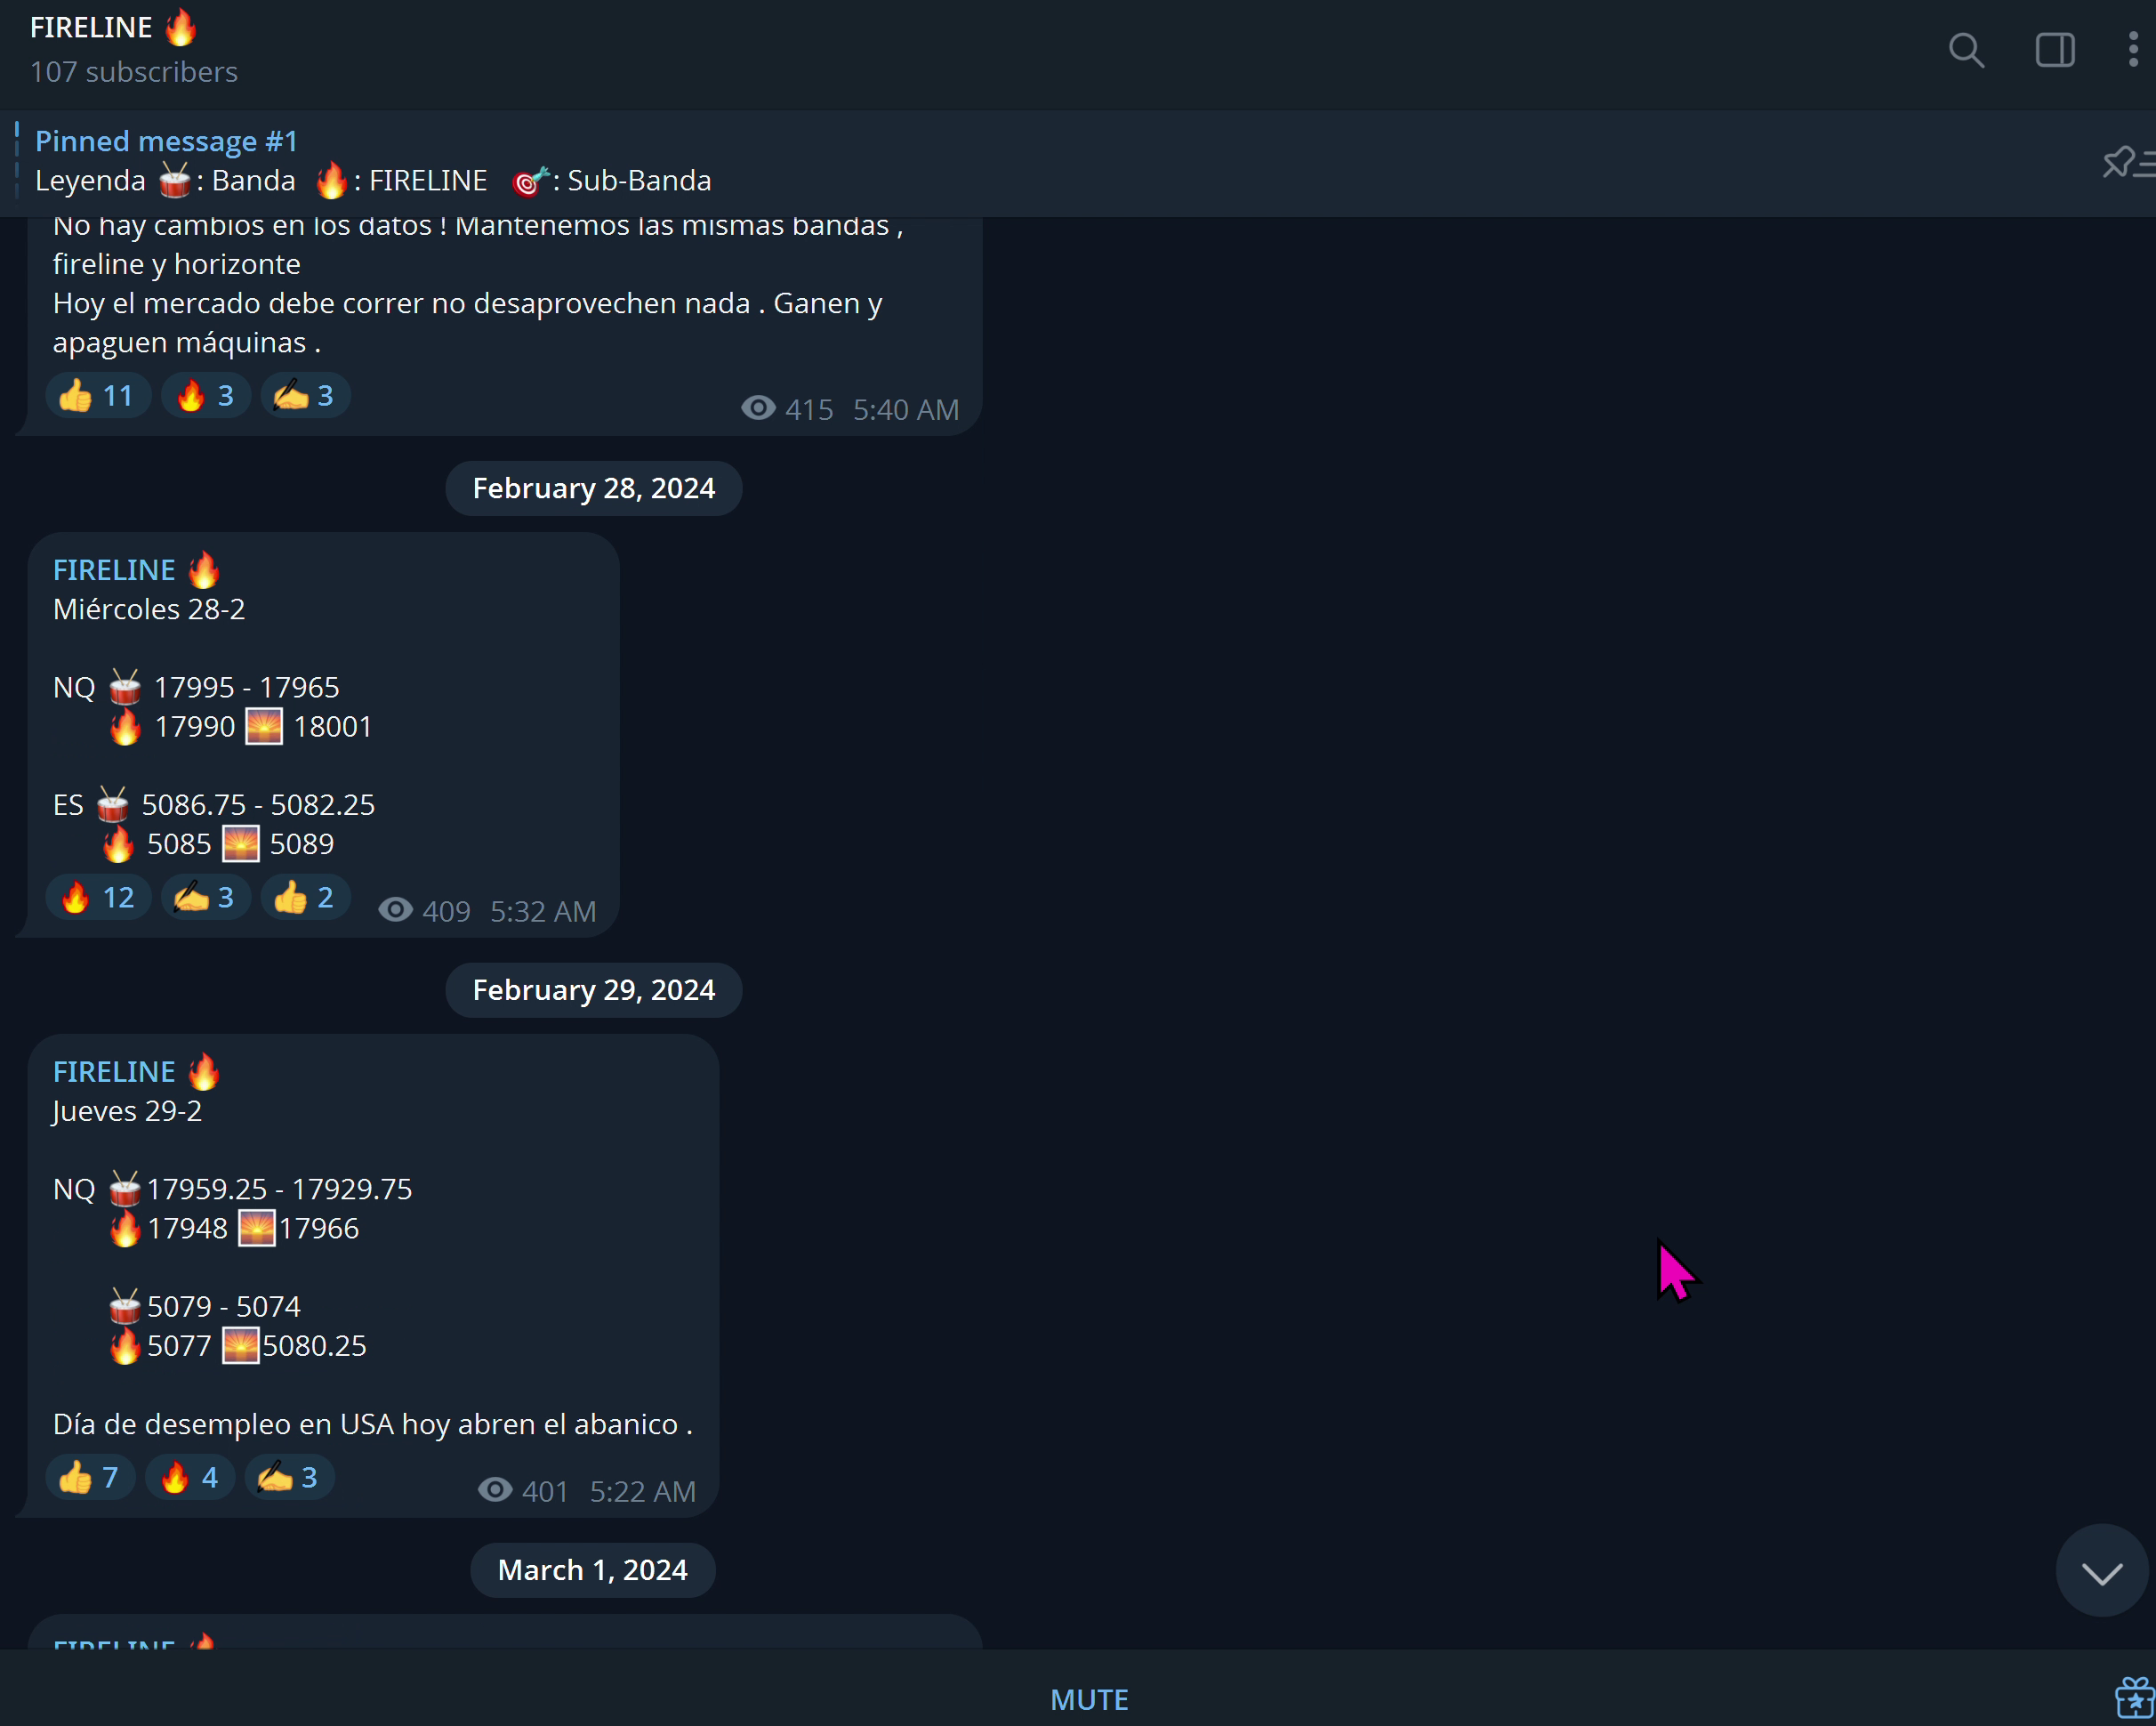 FIRELINE 🔥
107 subscribers
Pinned message #1
Leyenda 🥁: Banda 🔥: FIRELINE 🎯: Sub-Banda
No hay cambios en los datos ! Mantenemos las mismas bandas ,
fireline y horizonte
Hoy el mercado debe correr no desaprovechen nada . Ganen y
apaguen máquinas .
👍 11 🔥 3 ✍ 3 415 5:40 AM
February 28, 2024
FIRELINE 🔥
Miércoles 28-2
NQ 🥁 17995 - 17965
🔥 17990 🌅 18001
ES 🥁 5086.75 - 5082.25
🔥 5085 🌅 5089
🔥 12 ✍ 3 👍 2 409 5:32 AM
February 29, 2024
FIRELINE 🔥
Jueves 29-2
NQ 🥁17959.25 - 17929.75
🔥17948 🌅17966
🥁5079 - 5074
🔥5077 🌅5080.25
Día de desempleo en USA hoy abren el abanico .
👍 7 🔥 4 ✍ 3 401 5:22 AM
March 1, 2024
FIRELINE 🔥
MUTE